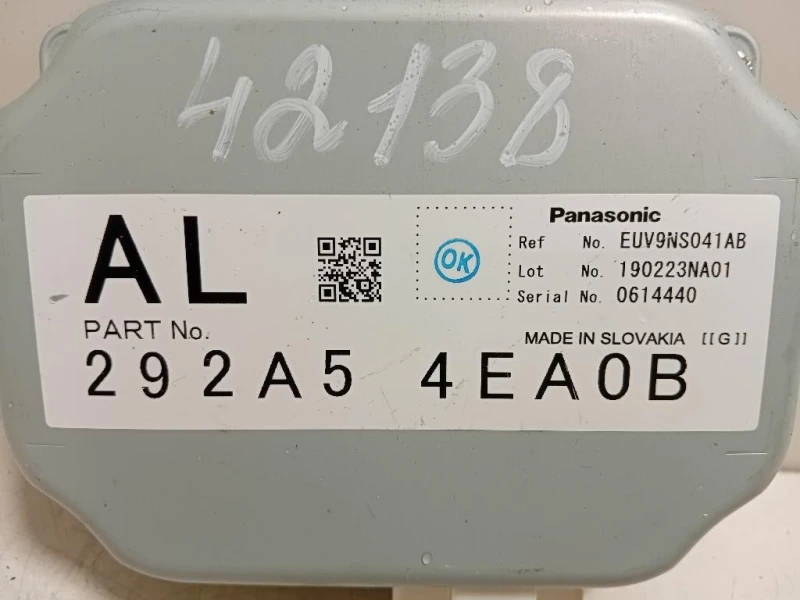 42138
AL
OK
Panasonic
Ref No. EUV9NS041AB
Lot No. 190223NA01
Serial No. 0614440
PART No.
MADE IN SLOVAKIA [[G]]
292A5 4EA0B